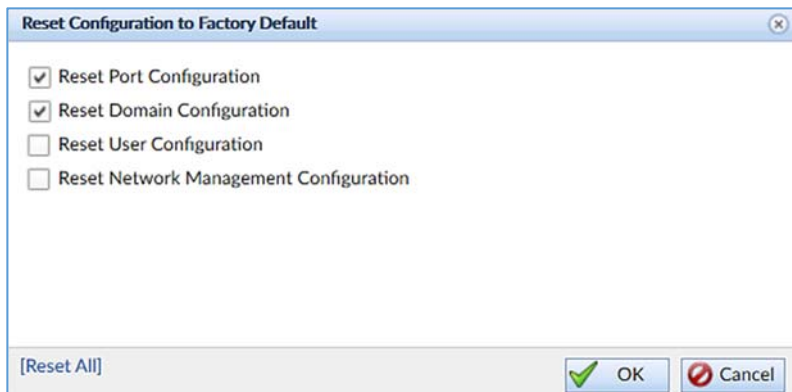 Reset Configuration to Factory Default
Reset Port Configuration
Reset Domain Configuration
Reset User Configuration
Reset Network Management Configuration
[Reset All]
OK
Cancel